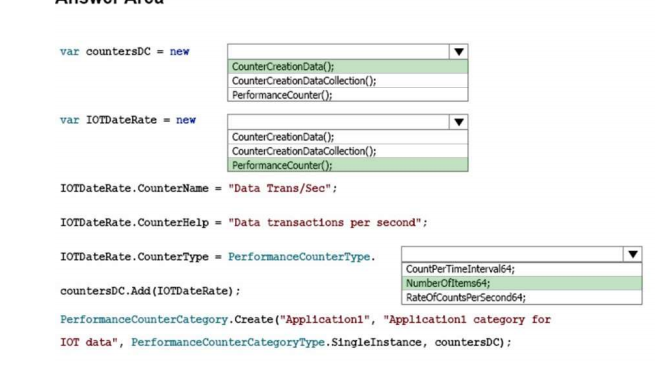 Answer Area
var countersDC = new
CounterCreationData();
CounterCreationDataCollection();
PerformanceCounter();
var IOTDateRate = new
CounterCreationData();
CounterCreationDataCollection();
PerformanceCounter();
IOTDateRate.CounterName = "Data Trans/Sec";
IOTDateRate.CounterHelp = "Data transactions per second";
IOTDateRate.CounterType = PerformanceCounterType.
CountPerTimeInterval64;
NumberOfItems64;
RateOfCountsPerSecond64;
countersDC.Add(IOTDateRate);
PerformanceCounterCategory.Create("Application1", "Application1 category for
IOT data", PerformanceCounterCategoryType.SingleInstance, countersDC);